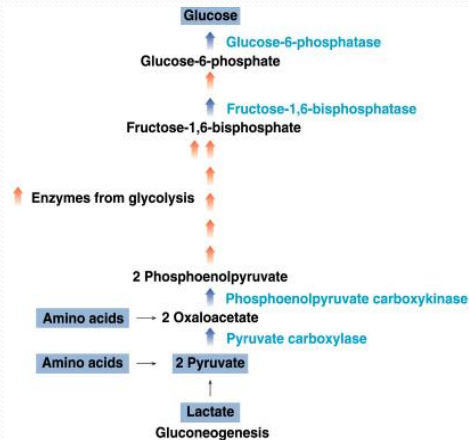 Glucose
Glucose-6-phosphatase
Glucose-6-phosphate
Fructose-1,6-bisphosphatase
Fructose-1,6-bisphosphate
Enzymes from glycolysis
2 Phosphoenolpyruvate
Phosphoenolpyruvate carboxykinase
Amino acids 2 Oxaloacetate
Pyruvate carboxylase
Amino acids 2 Pyruvate
Lactate
Gluconeogenesis